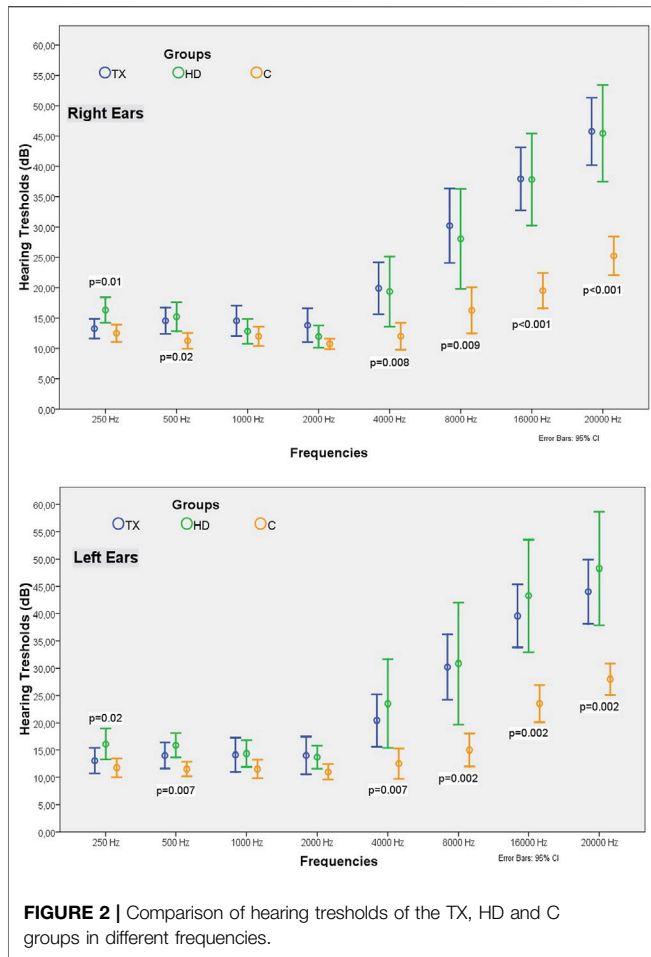 60,00
Groups
55,00
TX HD C
50,00
Right Ears
45,00
40,00
35,00
30,00
25,00
20,00
15,00
10,00
5,00
0,00
Hearing Tresholds (dB)
p=0.01
p=0.02
p=0.008
p=0.009
p<0.001
p<0.001
250 Hz 500 Hz 1000 Hz 2000 Hz 4000 Hz 8000 Hz 16000 Hz 20000 Hz
Error Bars: 95% CI
Frequencies
60,00
Groups
55,00
TX HD C
50,00
Left Ears
45,00
40,00
35,00
30,00
25,00
20,00
15,00
10,00
5,00
0,00
Hearing Tresholds (dB)
p=0.02
p=0.007
p=0.007
p=0.002
p=0.002
p=0.002
250 Hz 500 Hz 1000 Hz 2000 Hz 4000 Hz 8000 Hz 16000 Hz 20000 Hz
Frequencies
Error Bars: 95% CI
FIGURE 2 | Comparison of hearing tresholds of the TX, HD and C
groups in different frequencies.